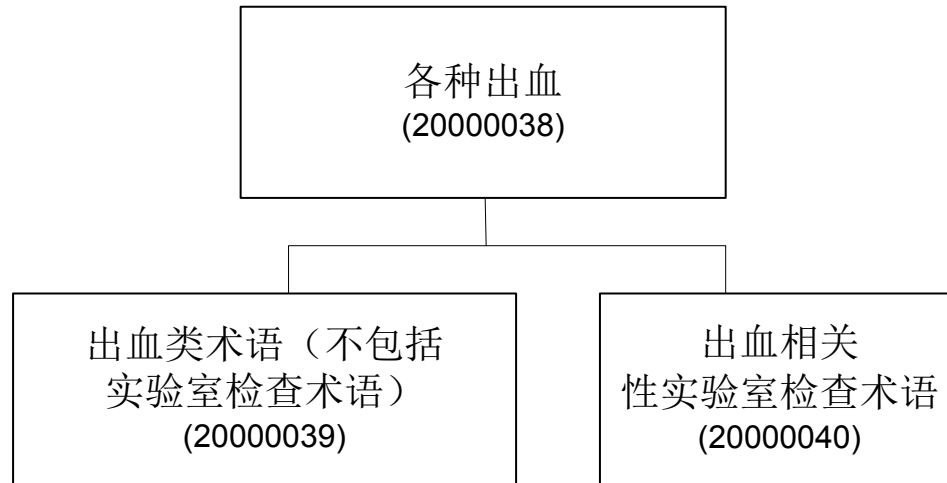 各种出血
(20000038)
出血类术语（不包括
实验室检查术语）
(20000039)
出血相关
性实验室检查术语
(20000040)